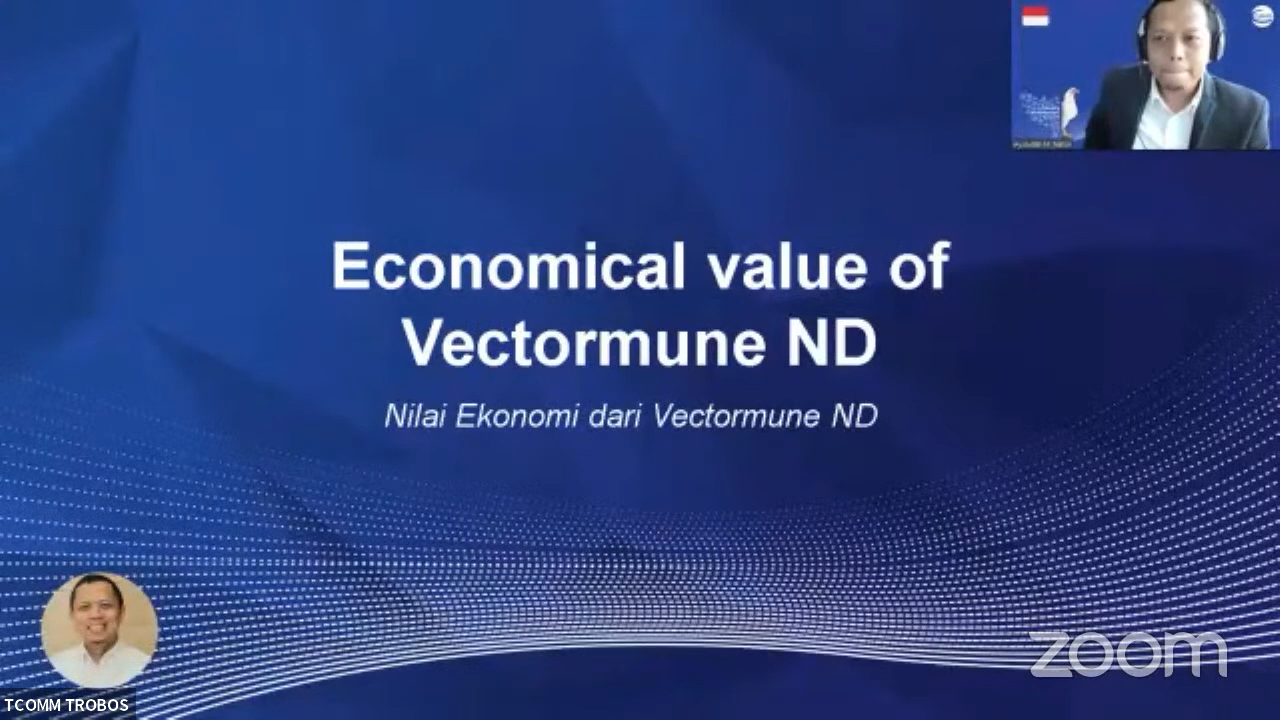 Economical value of
Vectormune ND
Nilai Ekonomi dari Vectormune ND
zoom
TCOMM TROBOS